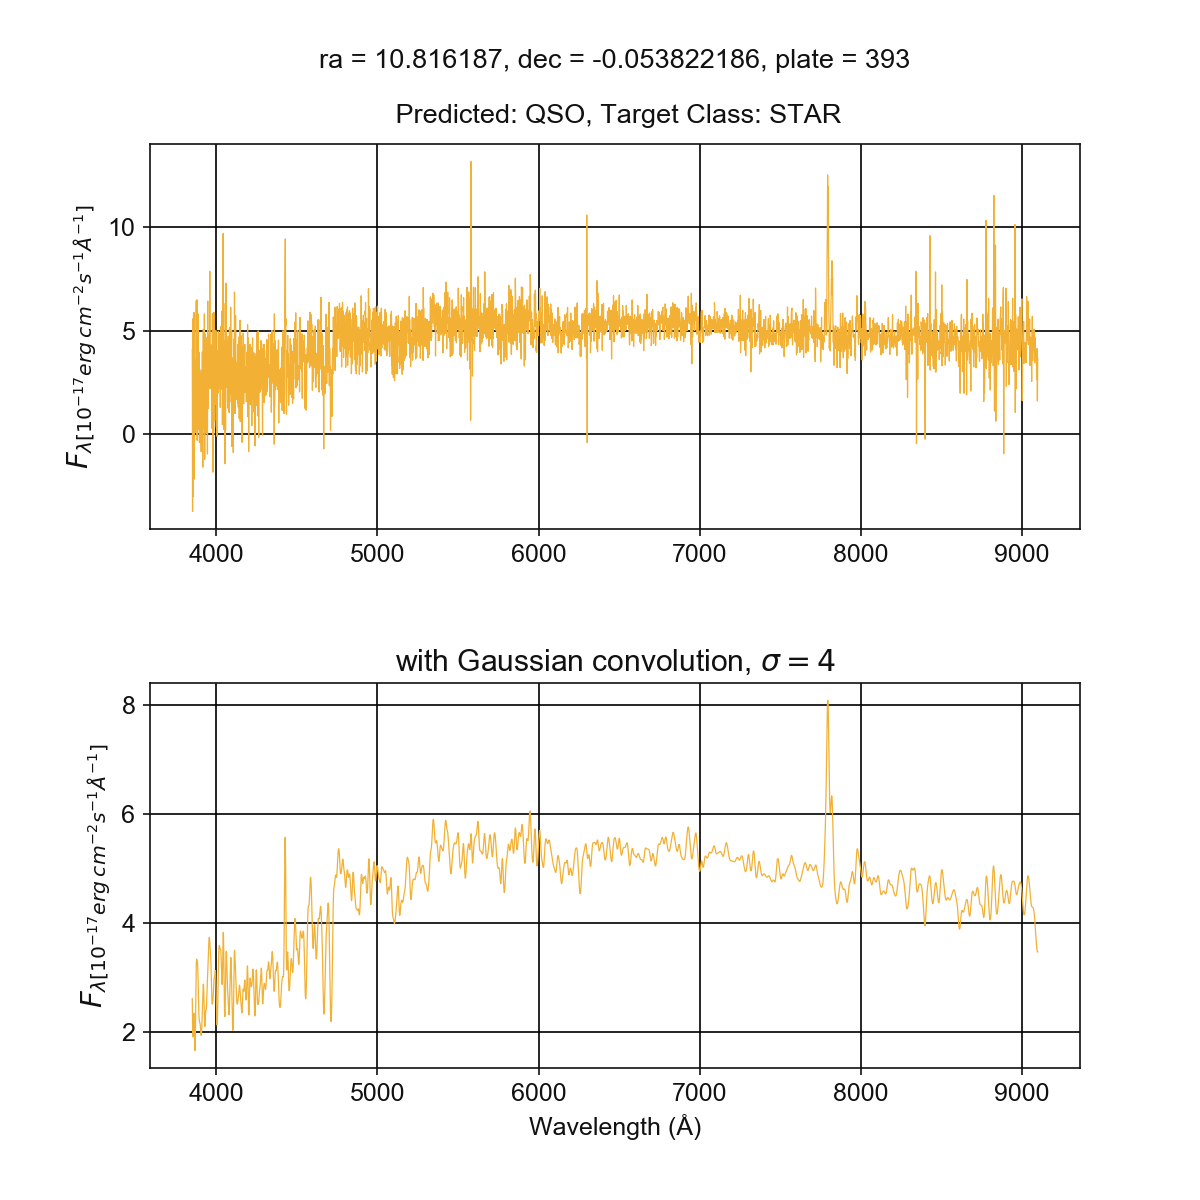 ra = 10.816187, dec = -0.053822186, plate = 393
Predicted: QSO, Target Class: STAR
F_λ[10^−17 erg cm^−2 s^−1 Å^−1]
10
5
0
4000 5000 6000 7000 8000 9000
with Gaussian convolution, σ = 4
F_λ[10^−17 erg cm^−2 s^−1 Å^−1]
8
6
4
2
4000 5000 6000 7000 8000 9000
Wavelength (Å)